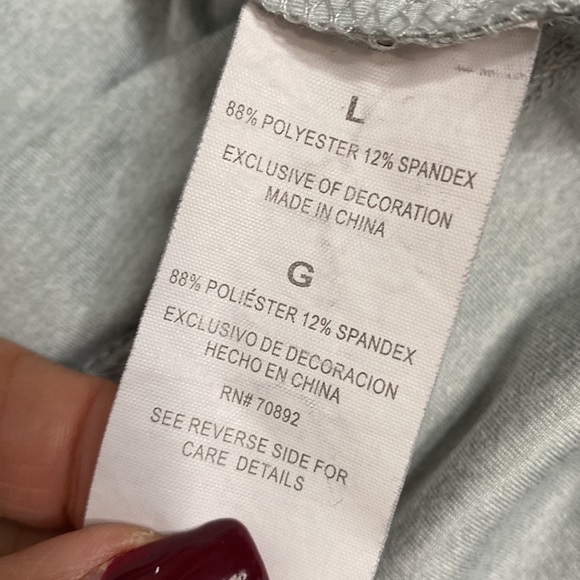 L
88% POLYESTER 12% SPANDEX
EXCLUSIVE OF DECORATION
MADE IN CHINA
G
88% POLIÉSTER 12% SPANDEX
EXCLUSIVO DE DECORACION
HECHO EN CHINA
RN# 70892
SEE REVERSE SIDE FOR
CARE DETAILS